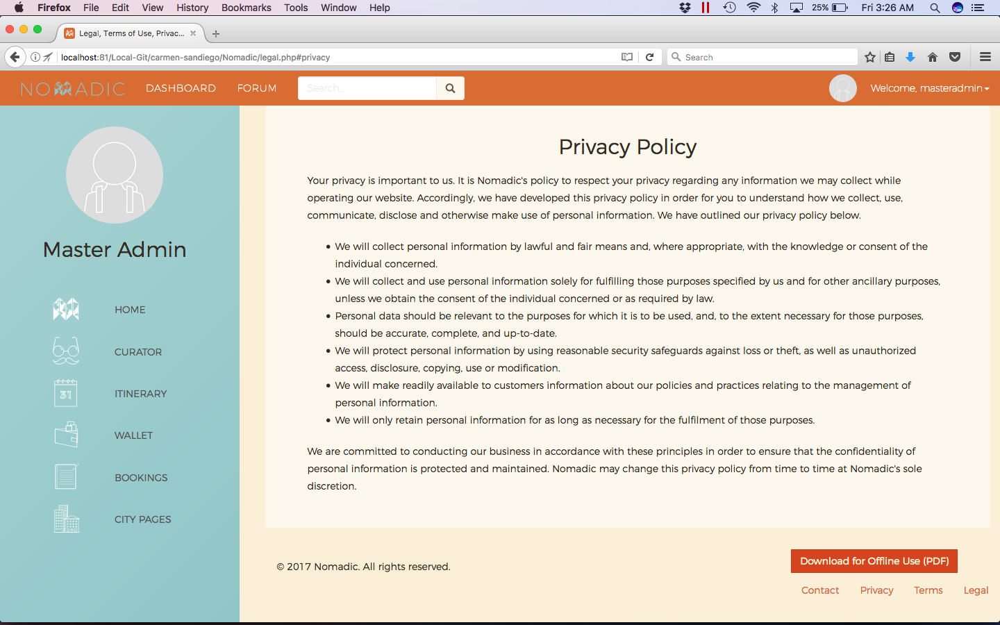 Firefox File Edit View History Bookmarks Tools Window Help 25% Fri 3:26 AM
Legal, Terms of Use, Privac...
localhost:81/Local-Git/carmen-sandiego/Nomadic/legal.php#privacy Search
NOMADIC DASHBOARD FORUM Search... Welcome, masteradmin
Master Admin
HOME
CURATOR
31 ITINERARY
WALLET
BOOKINGS
CITY PAGES
Privacy Policy
Your privacy is important to us. It is Nomadic's policy to respect your privacy regarding any information we may collect while
operating our website. Accordingly, we have developed this privacy policy in order for you to understand how we collect, use,
communicate, disclose and otherwise make use of personal information. We have outlined our privacy policy below.
• We will collect personal information by lawful and fair means and, where appropriate, with the knowledge or consent of the
individual concerned.
• We will collect and use personal information solely for fulfilling those purposes specified by us and for other ancillary purposes,
unless we obtain the consent of the individual concerned or as required by law.
• Personal data should be relevant to the purposes for which it is to be used, and, to the extent necessary for those purposes,
should be accurate, complete, and up-to-date.
• We will protect personal information by using reasonable security safeguards against loss or theft, as well as unauthorized
access, disclosure, copying, use or modification.
• We will make readily available to customers information about our policies and practices relating to the management of
personal information.
• We will only retain personal information for as long as necessary for the fulfilment of those purposes.
We are committed to conducting our business in accordance with these principles in order to ensure that the confidentiality of
personal information is protected and maintained. Nomadic may change this privacy policy from time to time at Nomadic's sole
discretion.
© 2017 Nomadic. All rights reserved.
Download for Offline Use (PDF)
Contact Privacy Terms Legal